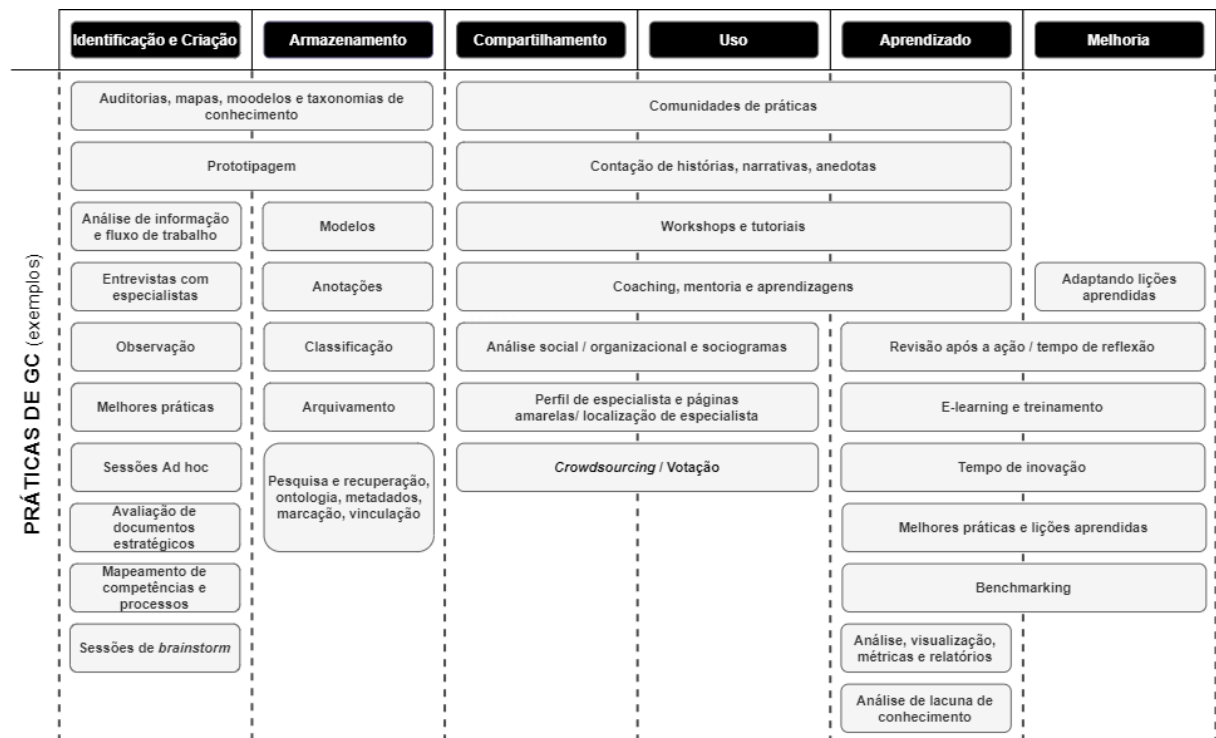 Identificação e Criação
Armazenamento
Compartilhamento
Uso
Aprendizado
Melhoria
PRÁTICAS DE GC (exemplos)
Auditorias, mapas, moodelos e taxonomias de
conhecimento
Comunidades de práticas
Prototipagem
Contação de histórias, narrativas, anedotas
Análise de informação
e fluxo de trabalho
Modelos
Workshops e tutoriais
Entrevistas com
especialistas
Anotações
Coaching, mentoria e aprendizagens
Adaptando lições
aprendidas
Observação
Classificação
Análise social / organizacional e sociogramas
Revisão após a ação / tempo de reflexão
Melhores práticas
Arquivamento
Perfil de especialista e páginas
amarelas/ localização de especialista
E-learning e treinamento
Sessões Ad hoc
Pesquisa e recuperação,
ontologia, metadados,
marcação, vinculação
Crowdsourcing / Votação
Tempo de inovação
Avaliação de
documentos
estratégicos
Melhores práticas e lições aprendidas
Mapeamento de
competências e
processos
Benchmarking
Sessões de brainstorm
Análise, visualização,
métricas e relatórios
Análise de lacuna de
conhecimento